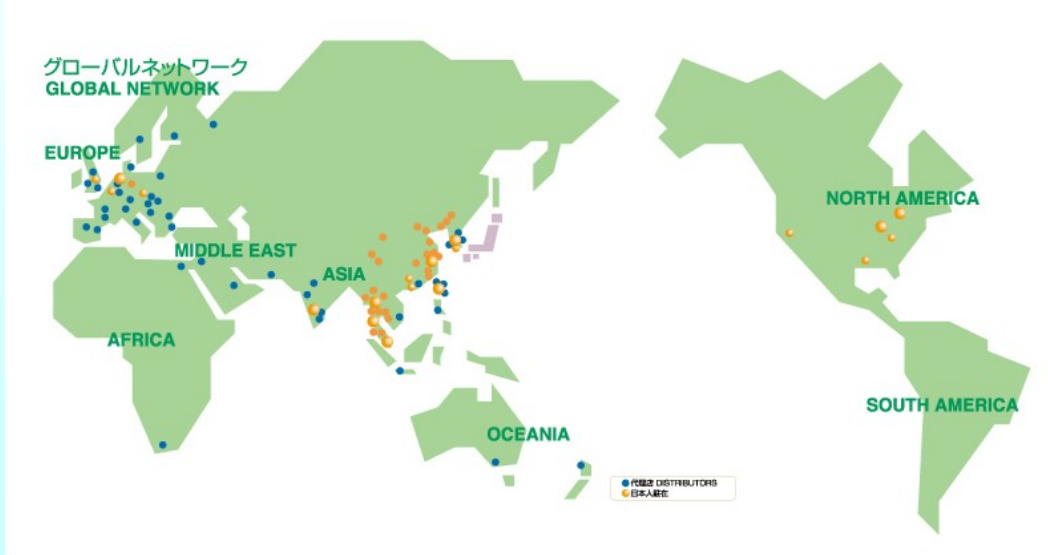 グローバルネットワーク
GLOBAL NETWORK
EUROPE
NORTH AMERICA
MIDDLE EAST
ASIA
AFRICA
SOUTH AMERICA
OCEANIA
代理店 DISTRIBUTORS
日本人駐在